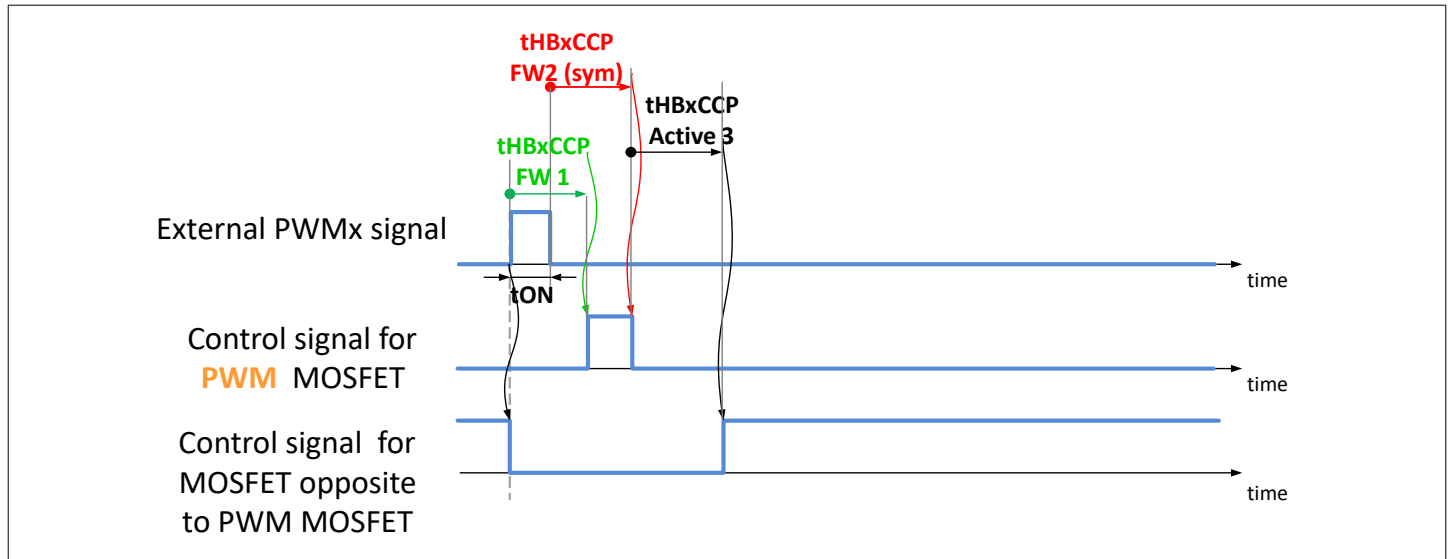 tHBxCCP
FW2 (sym)
tHBxCCP
Active 3
tHBxCCP
FW 1
External PWMx signal
time
tON
Control signal for
PWM MOSFET
time
Control signal for
MOSFET opposite
to PWM MOSFET
time